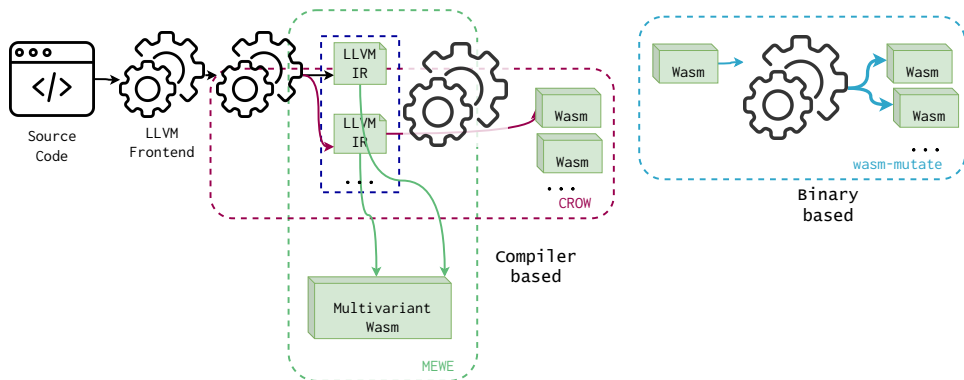 </>
Source
Code
LLVM
Frontend
LLVM
IR
LLVM
IR
...
Wasm
Wasm
...
CROW
Compiler
based
Multivariant
Wasm
MEWE
Wasm
Wasm
Wasm
...
wasm-mutate
Binary
based